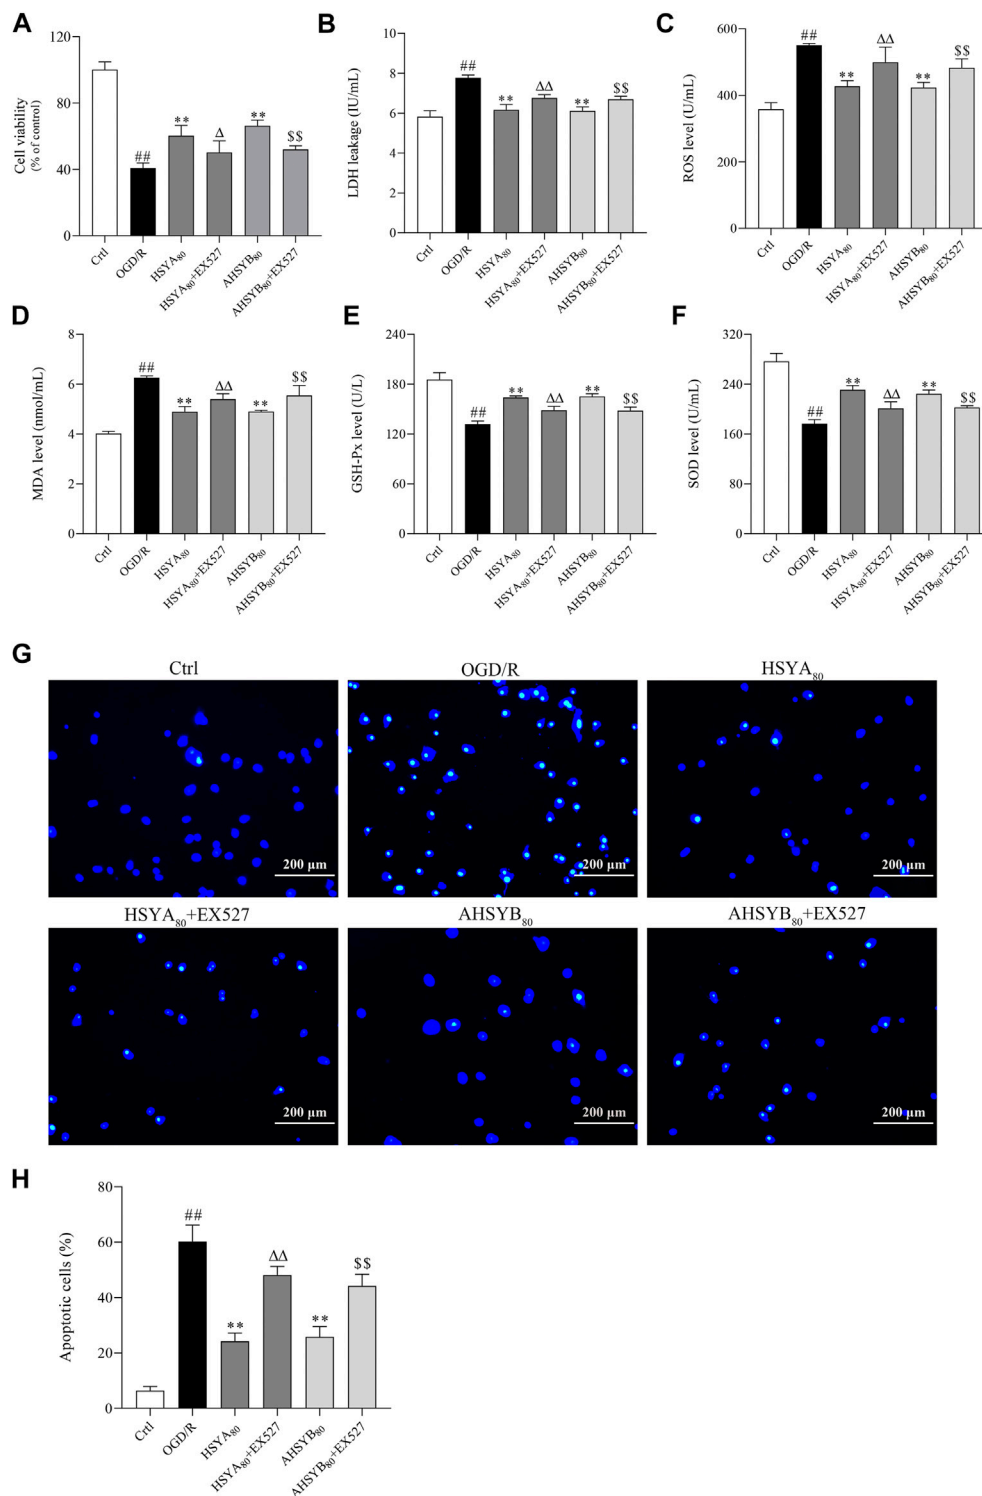 A
Cell viability
(% of control)
120
80
40
0
##
**
Δ
**
$$
Crtl
OGD/R
HSYA80
HSYA80+EX527
AHSYB80
AHSYB80+EX527
B
LDH leakage (IU/mL)
10
8
6
4
2
0
##
**
ΔΔ
**
$$
Crtl
OGD/R
HSYA80
HSYA80+EX527
AHSYB80
AHSYB80+EX527
C
ROS level (U/mL)
600
400
200
0
##
**
ΔΔ
**
$$
Crtl
OGD/R
HSYA80
HSYA80+EX527
AHSYB80
AHSYB80+EX527
D
MDA level (nmol/mL)
8
6
4
2
0
##
**
ΔΔ
**
$$
Crtl
OGD/R
HSYA80
HSYA80+EX527
AHSYB80
AHSYB80+EX527
E
GSH-Px level (U/L)
240
180
120
60
0
##
**
ΔΔ
**
$$
Crtl
OGD/R
HSYA80
HSYA80+EX527
AHSYB80
AHSYB80+EX527
F
SOD level (U/mL)
320
240
160
80
0
##
**
ΔΔ
**
$$
Crtl
OGD/R
HSYA80
HSYA80+EX527
AHSYB80
AHSYB80+EX527
G
Ctrl
200 µm
OGD/R
200 µm
HSYA80
200 µm
HSYA80+EX527
200 µm
AHSYB80
200 µm
AHSYB80+EX527
200 µm
H
Apoptotic cells (%)
80
60
40
20
0
##
**
ΔΔ
**
$$
Crtl
OGD/R
HSYA80
HSYA80+EX527
AHSYB80
AHSYB80+EX527